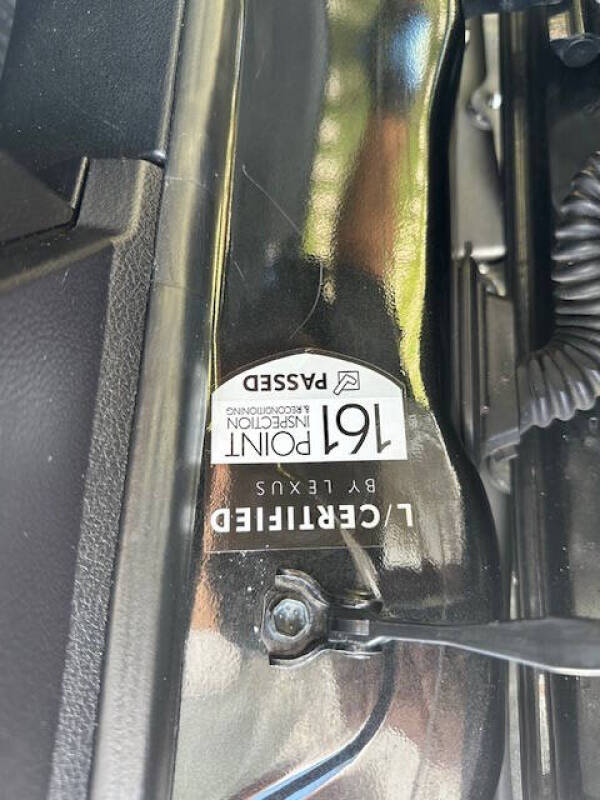 L/CERTIFIED
BY LEXUS
161 POINT
INSPECTION
& RECONDITIONING
PASSED